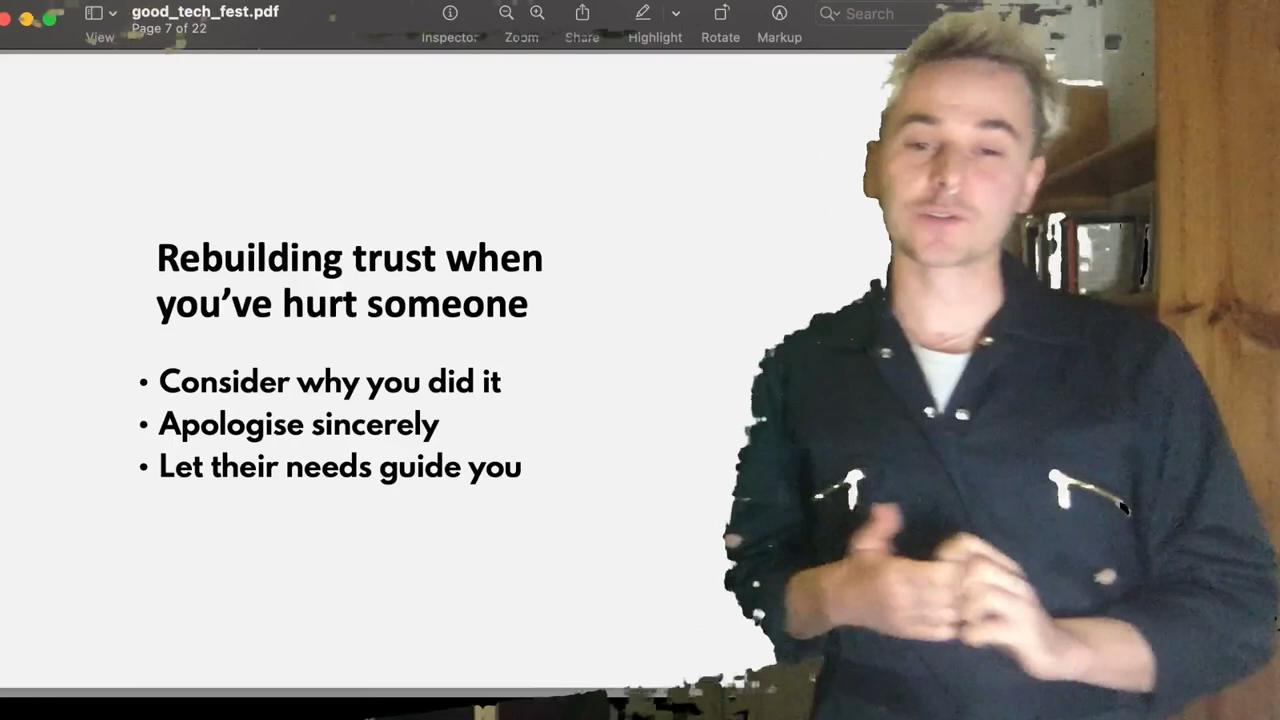 good_tech_fest.pdf
Page 7 of 22
View
Inspector
Zoom
Share
Highlight
Rotate
Markup
Search
Rebuilding trust when
you've hurt someone
• Consider why you did it
• Apologise sincerely
• Let their needs guide you